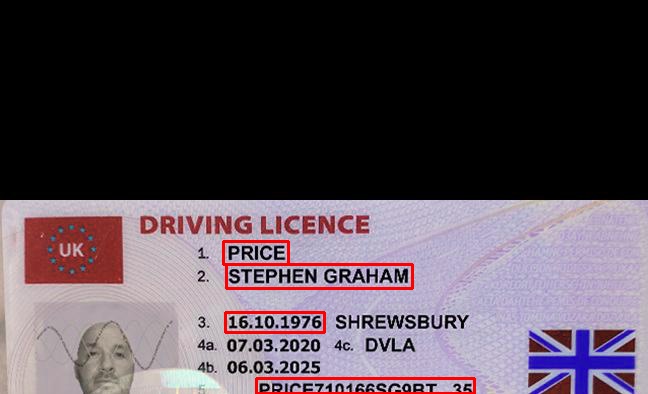 DRIVING LICENCE
UK
1. PRICE
2. STEPHEN GRAHAM
3. 16.10.1976 SHREWSBURY
4a. 07.03.2020 4c. DVLA
4b. 06.03.2025
5. PRICE710166SG9BT 35